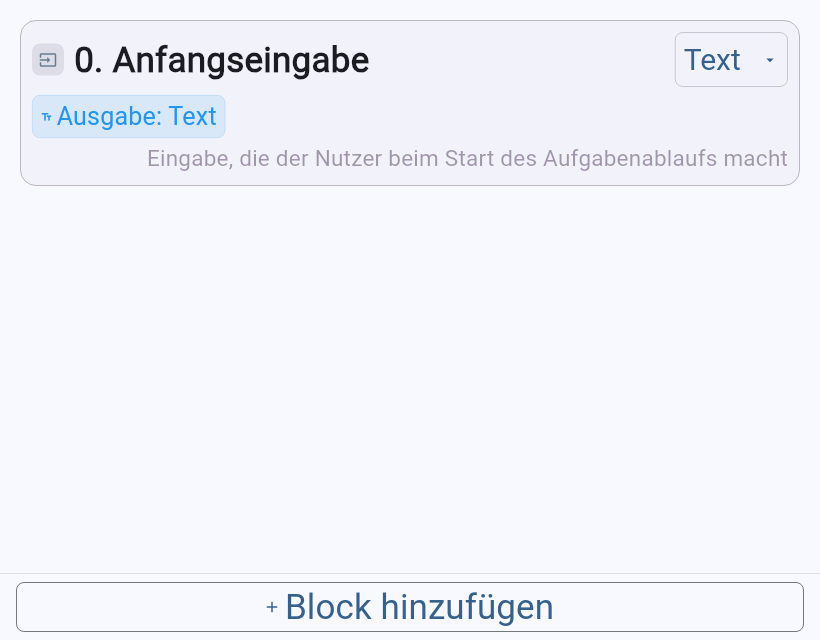 0. Anfangseingabe
Text
Ausgabe: Text
Eingabe, die der Nutzer beim Start des Aufgabenablaufs macht
+ Block hinzufügen